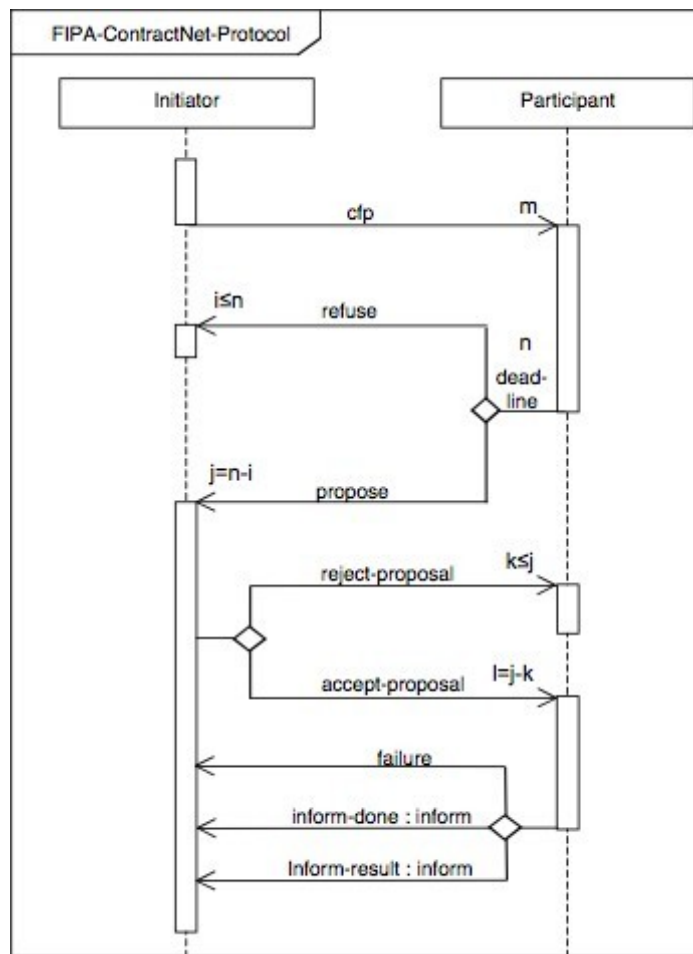 FIPA-ContractNet-Protocol
Initiator
Participant
cfp
m
i≤n
refuse
n
dead-
line
j=n-i
propose
reject-proposal
k≤j
accept-proposal
l=j-k
failure
inform-done : inform
Inform-result : inform